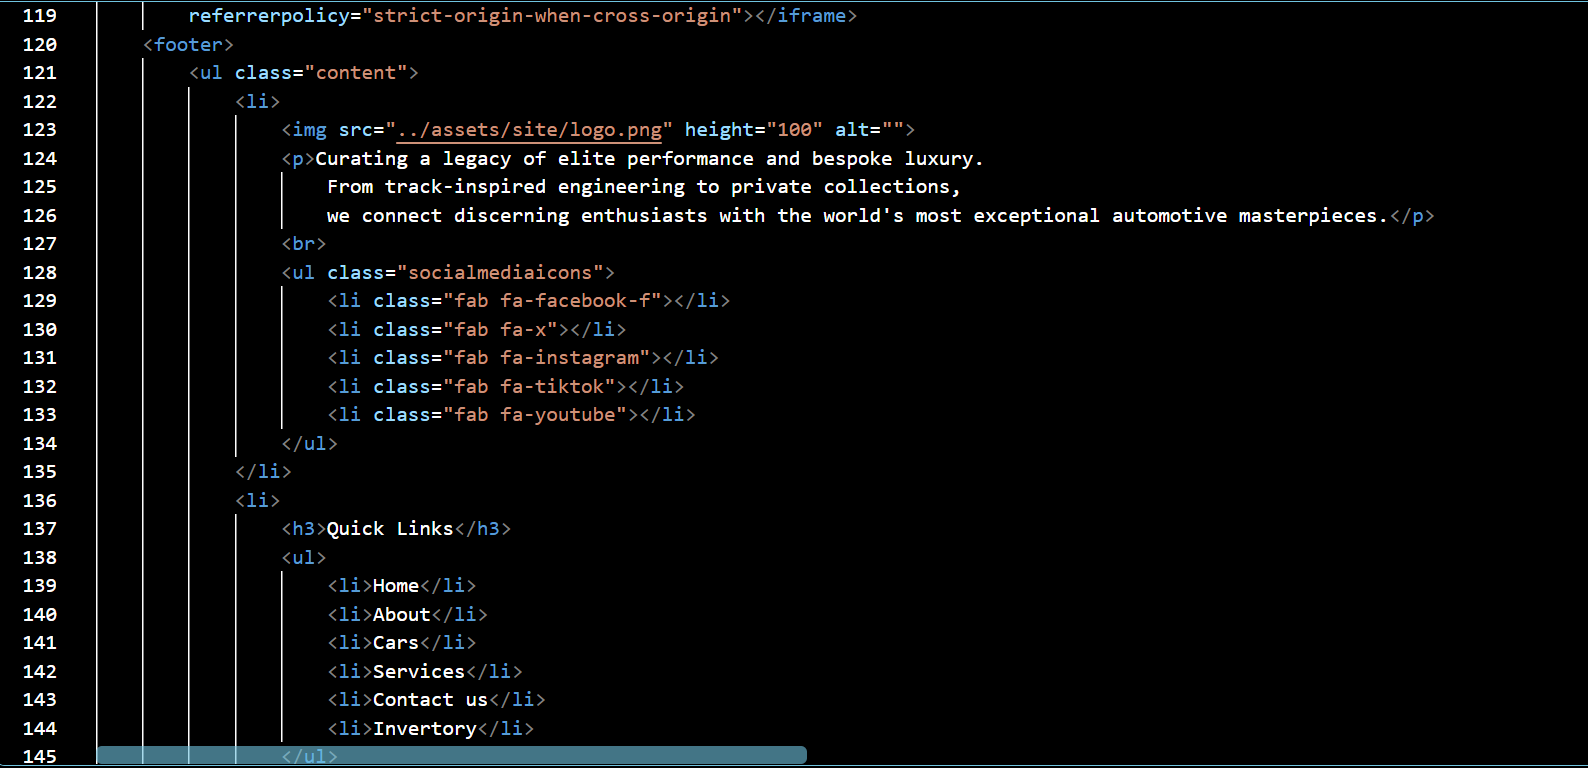 119 referrerpolicy="strict-origin-when-cross-origin"></iframe>
120 <footer>
121 <ul class="content">
122 <li>
123 <img src="../assets/site/logo.png" height="100" alt="">
124 <p>Curating a legacy of elite performance and bespoke luxury.
125 From track-inspired engineering to private collections,
126 we connect discerning enthusiasts with the world's most exceptional automotive masterpieces.</p>
127 <br>
128 <ul class="socialmediaicons">
129 <li class="fab fa-facebook-f"></li>
130 <li class="fab fa-x"></li>
131 <li class="fab fa-instagram"></li>
132 <li class="fab fa-tiktok"></li>
133 <li class="fab fa-youtube"></li>
134 </ul>
135 </li>
136 <li>
137 <h3>Quick Links</h3>
138 <ul>
139 <li>Home</li>
140 <li>About</li>
141 <li>Cars</li>
142 <li>Services</li>
143 <li>Contact us</li>
144 <li>Invertory</li>
145 </ul>